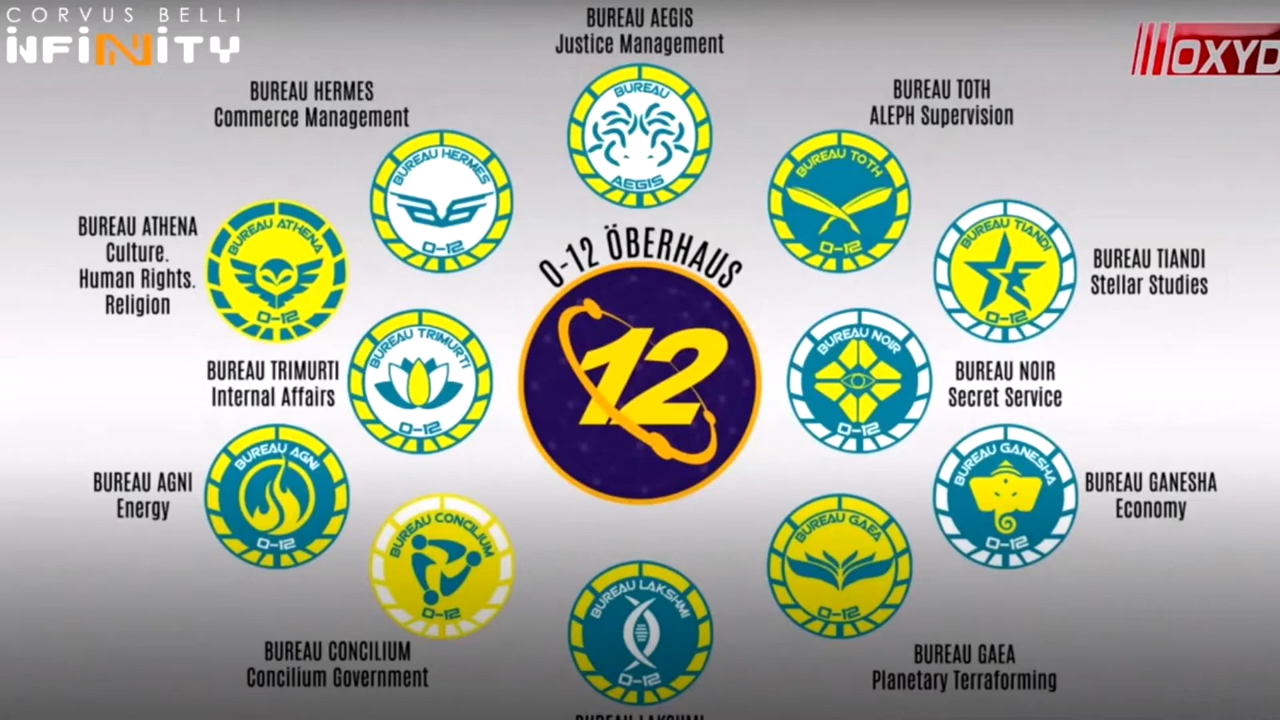 CORVUS BELLI
INFINITY
OXYD
BUREAU AEGIS
Justice Management
BUREAU
AEGIS
BUREAU HERMES
Commerce Management
BUREAU HERMES
O-12
BUREAU TOTH
ALEPH Supervision
BUREAU TOTH
O-12
BUREAU ATHENA
Culture.
Human Rights.
Religion
BUREAU ATHENA
O-12
BUREAU TIANDI
O-12
BUREAU TIANDI
Stellar Studies
O-12 ÖBERHAUS
12
BUREAU TRIMURTI
Internal Affairs
BUREAU TRIMURTI
O-12
BUREAU NOIR
O-12
BUREAU NOIR
Secret Service
BUREAU AGNI
Energy
BUREAU AGNI
O-12
BUREAU GANESHA
O-12
BUREAU GANESHA
Economy
BUREAU CONCILIUM
O-12
BUREAU CONCILIUM
Concilium Government
BUREAU LAKSHMI
O-12
BUREAU GAEA
O-12
BUREAU GAEA
Planetary Terraforming
BUREAU LAKSHMI